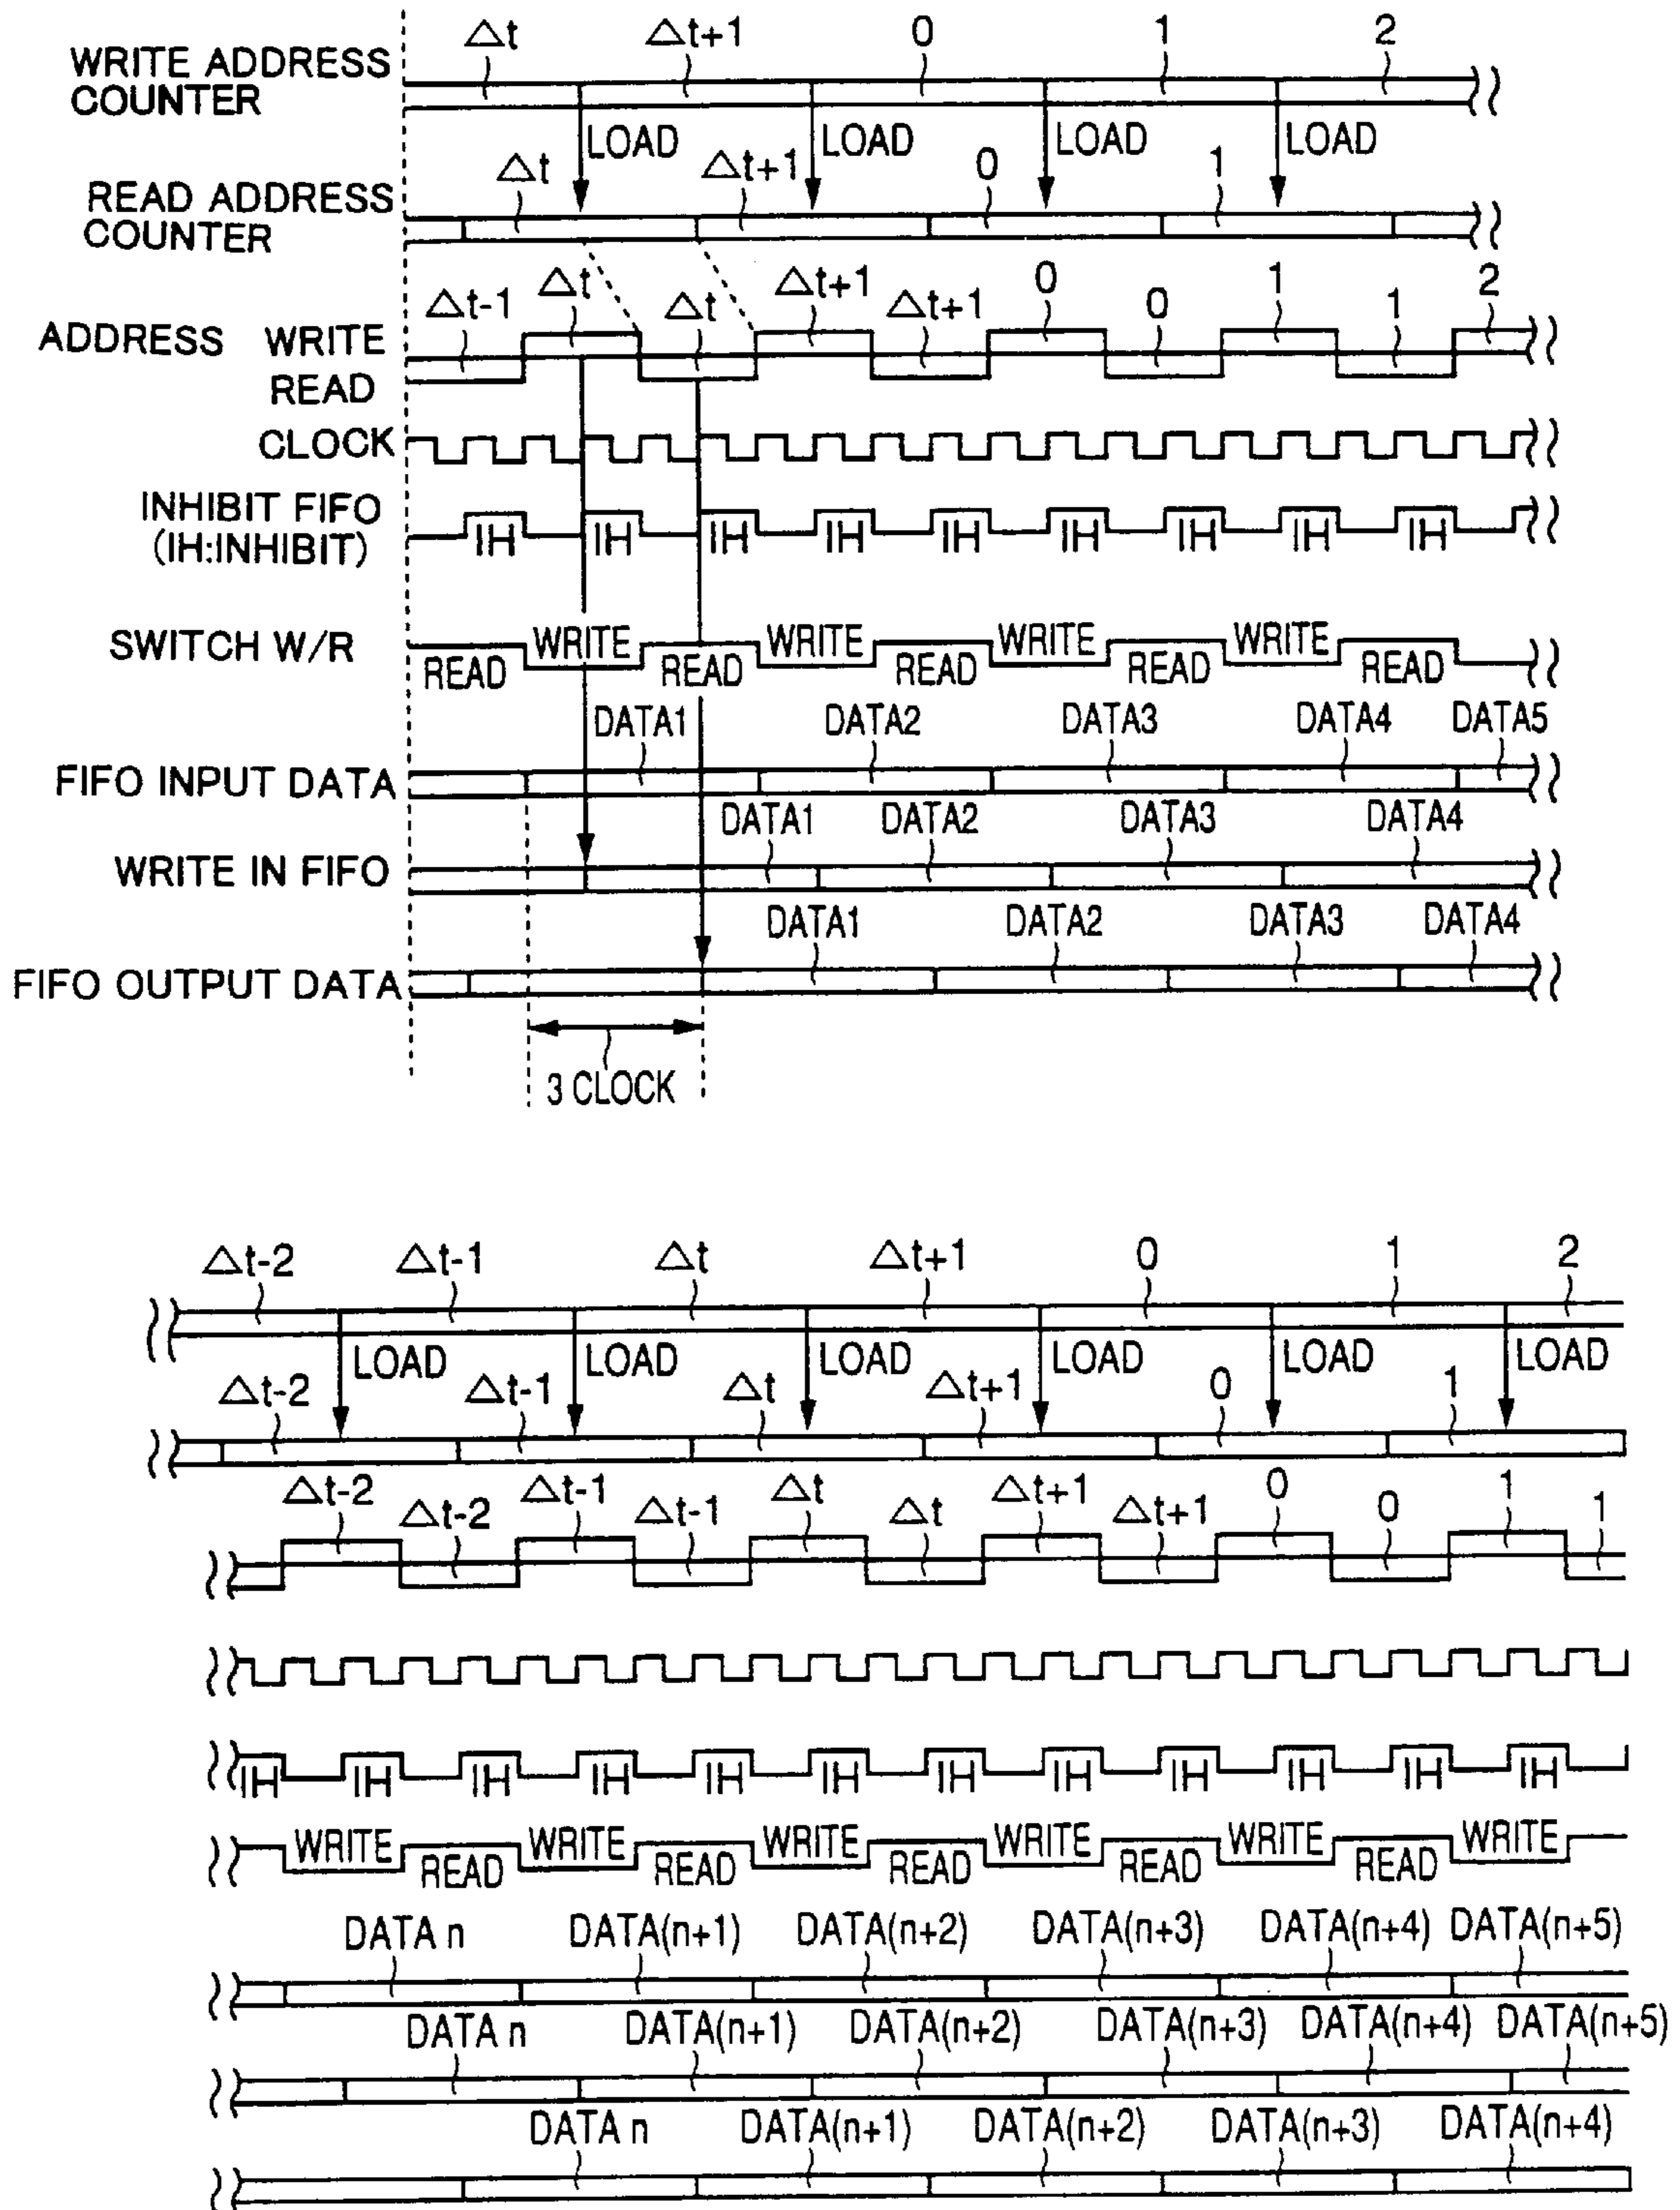 △t △t+1 0 1 2
WRITE ADDRESS
COUNTER
LOAD LOAD LOAD LOAD
△t △t+1 0 1
READ ADDRESS
COUNTER
△t-1 △t △t △t+1 △t+1 0 0 1 1 2
ADDRESS WRITE
READ
CLOCK
INHIBIT FIFO
(IH:INHIBIT)
IH IH IH IH IH IH IH IH IH
SWITCH W/R
READ WRITE READ WRITE READ WRITE READ WRITE READ
DATA1 DATA2 DATA3 DATA4 DATA5
FIFO INPUT DATA
DATA1 DATA2 DATA3 DATA4
WRITE IN FIFO
DATA1 DATA2 DATA3 DATA4
FIFO OUTPUT DATA
3 CLOCK
△t-2 △t-1 △t △t+1 0 1 2
LOAD LOAD LOAD LOAD LOAD LOAD
△t-2 △t-1 △t △t+1 0 1
△t-2 △t-2 △t-1 △t-1 △t △t △t+1 △t+1 0 0 1 1
IH IH IH IH IH IH IH IH IH IH IH IH
WRITE READ WRITE READ WRITE READ WRITE READ WRITE READ WRITE
DATA n DATA(n+1) DATA(n+2) DATA(n+3) DATA(n+4) DATA(n+5)
DATA n DATA(n+1) DATA(n+2) DATA(n+3) DATA(n+4) DATA(n+5)
DATA n DATA(n+1) DATA(n+2) DATA(n+3) DATA(n+4)